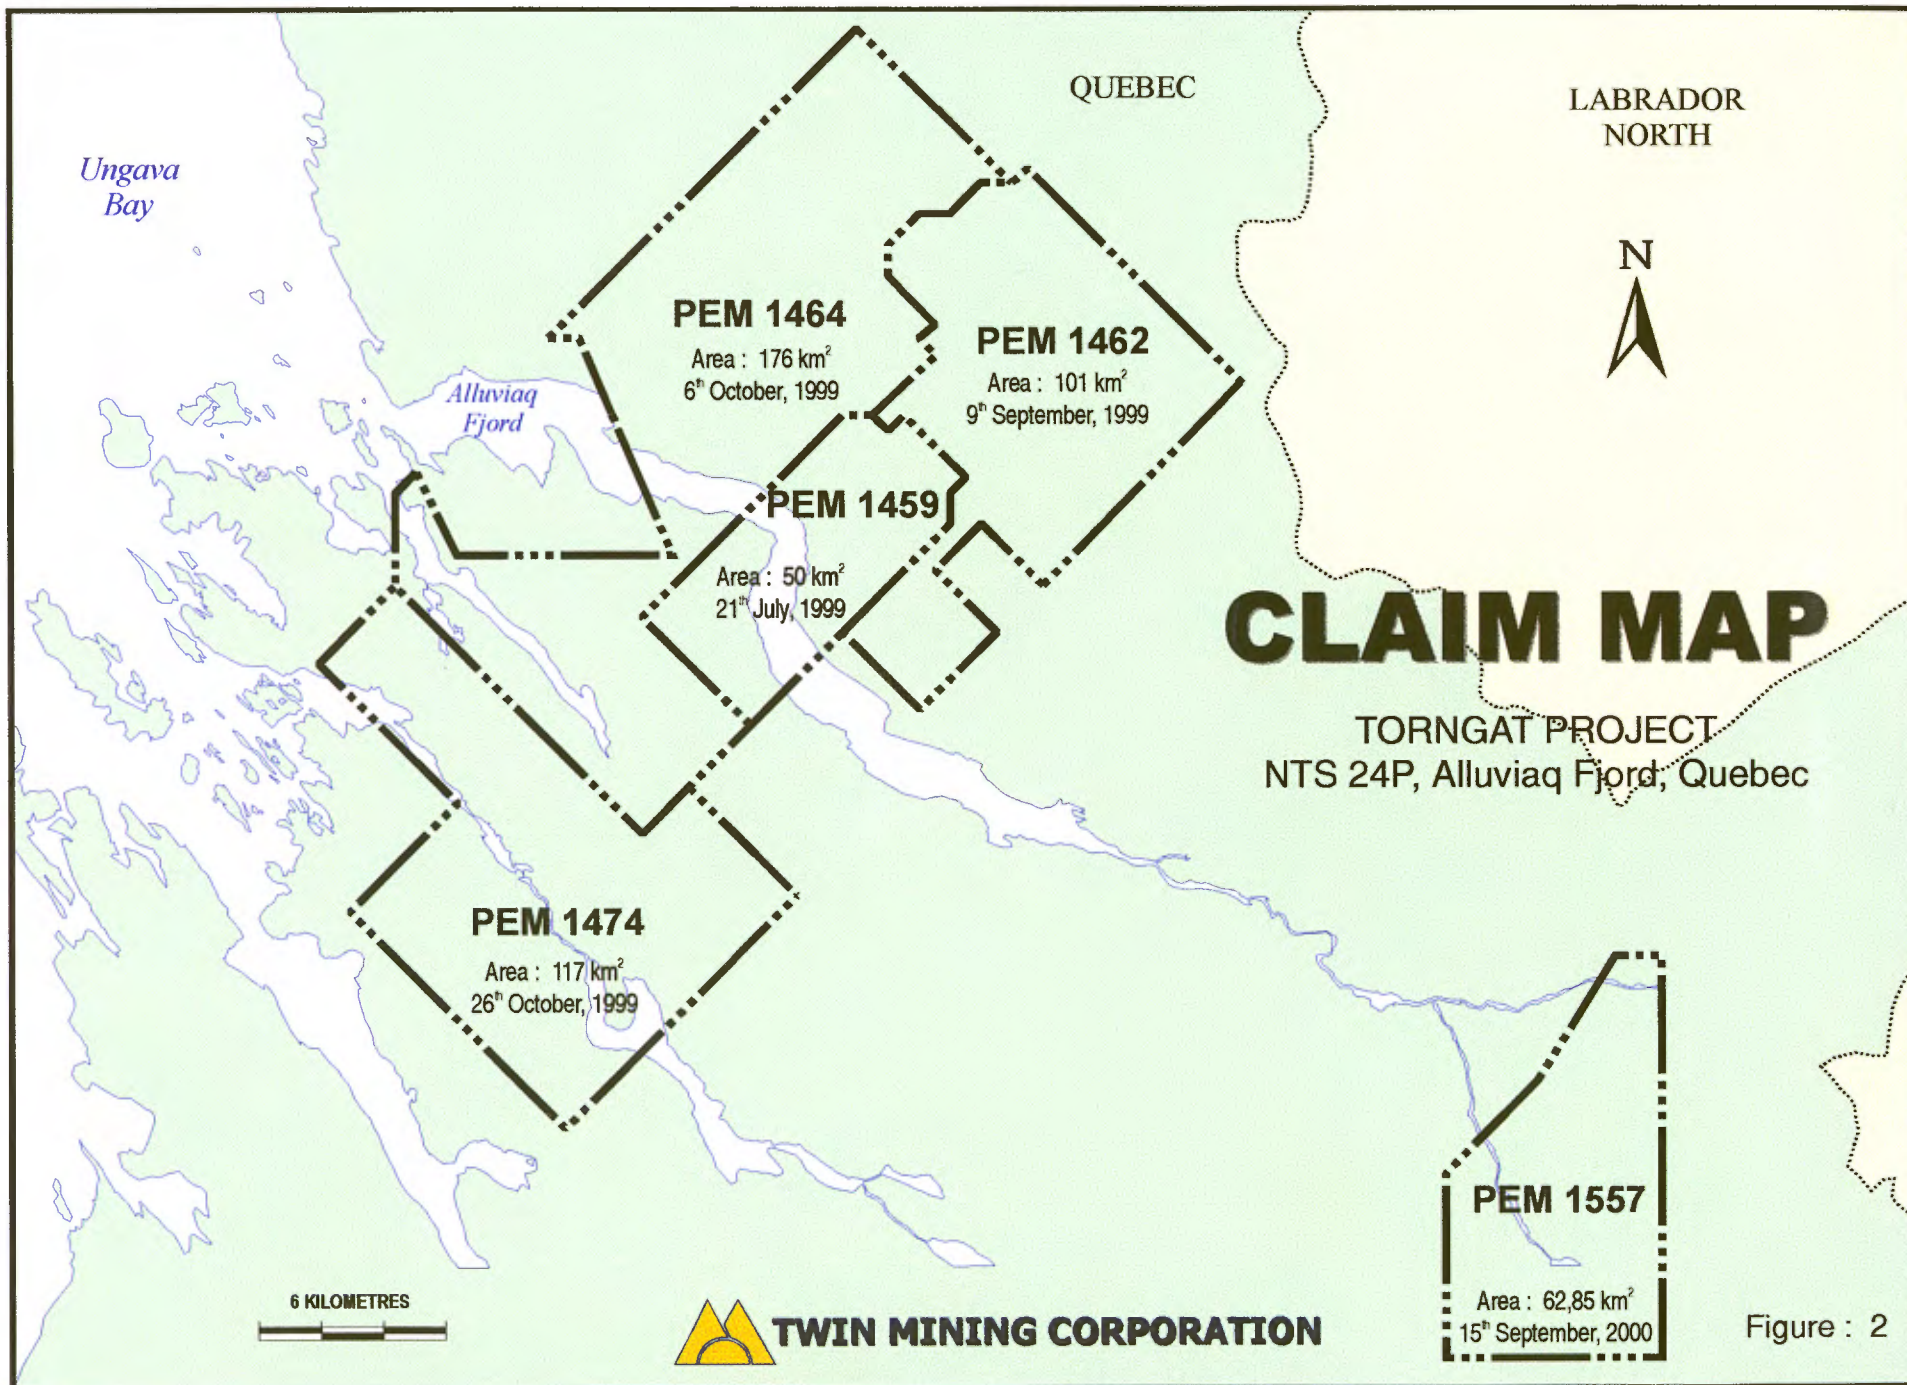 QUEBEC
LABRADOR
NORTH
Ungava
Bay
N
PEM 1464
Area : 176 km²
6th October, 1999
PEM 1462
Area : 101 km²
9th September, 1999
Alluviaq
Fjord
PEM 1459
Area : 50 km²
21th July, 1999
CLAIM MAP
TORNGAT PROJECT
NTS 24P, Alluviaq Fjord, Quebec
PEM 1474
Area : 117 km²
26th October, 1999
PEM 1557
Area : 62,85 km²
15th September, 2000
6 KILOMETRES
TWIN MINING CORPORATION
Figure : 2